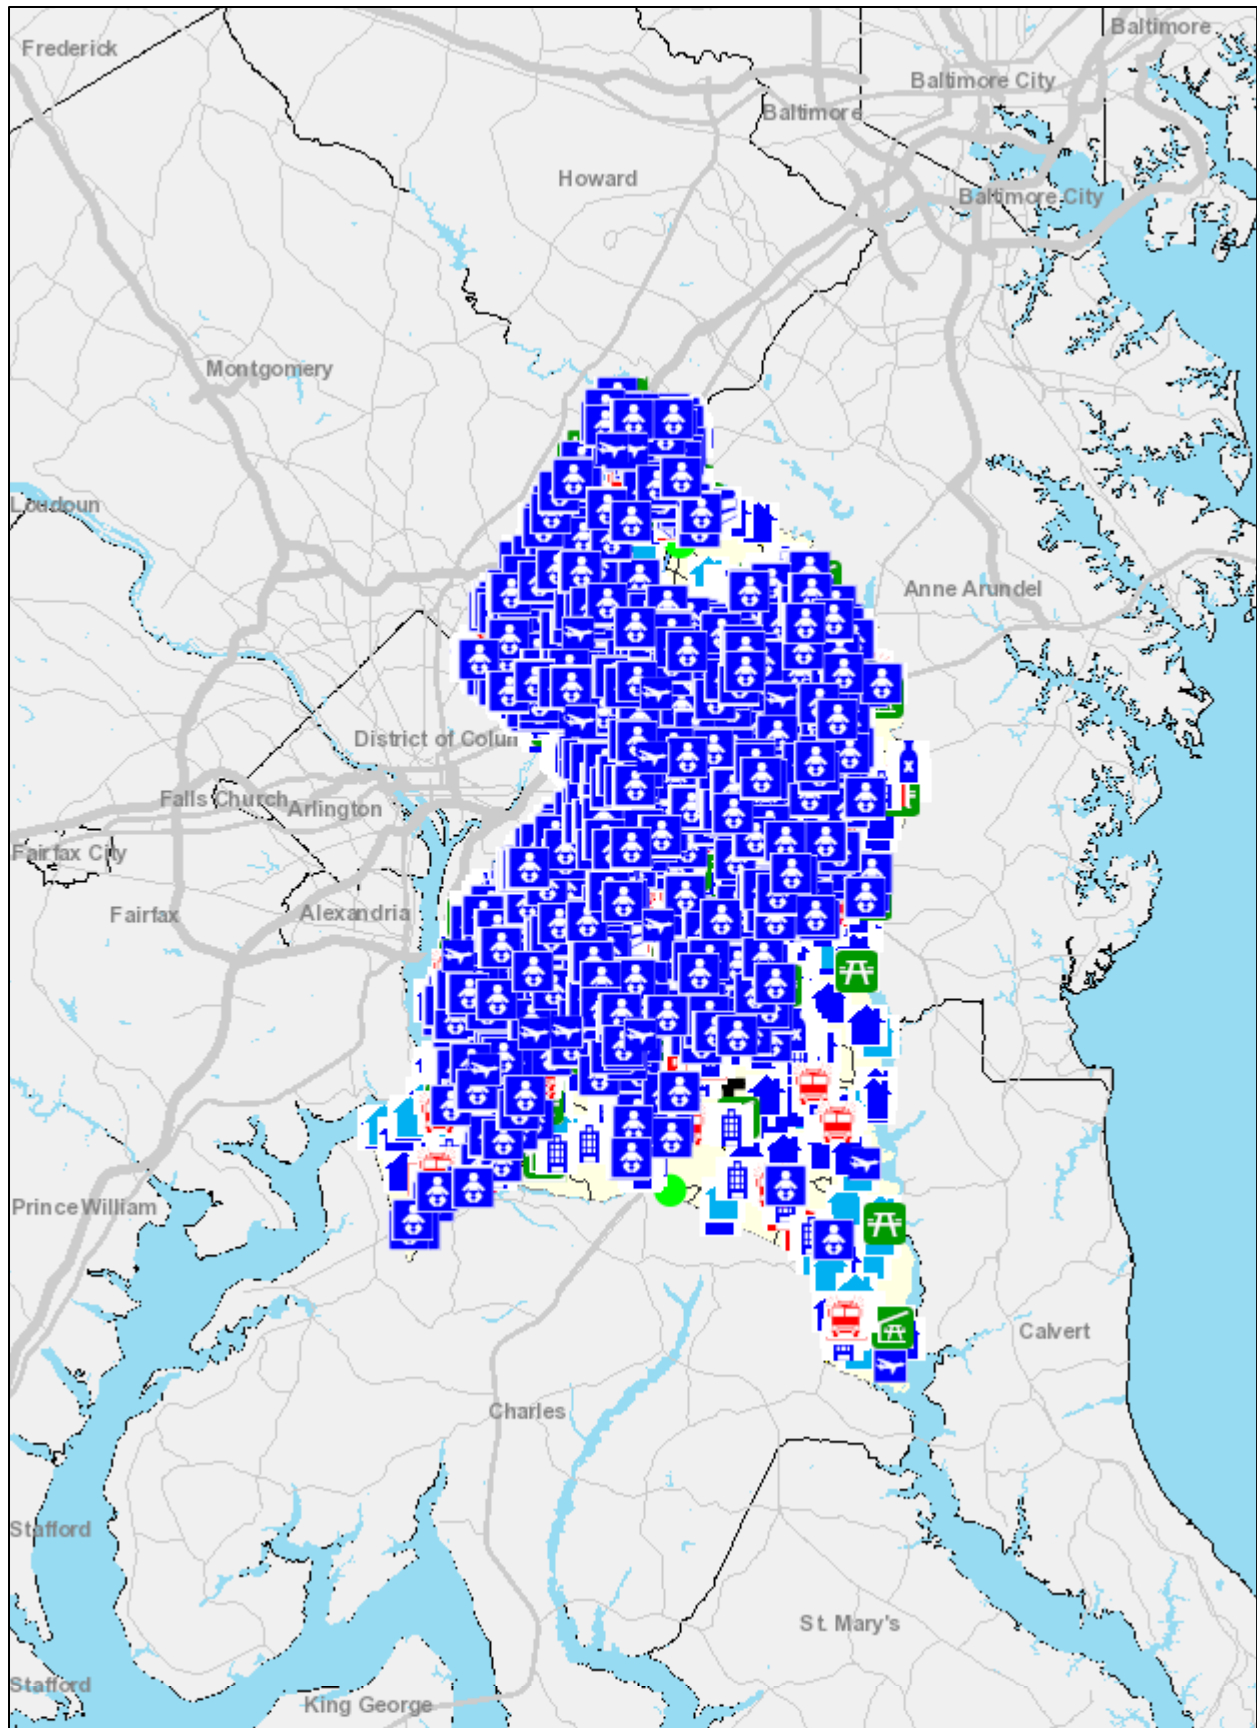 Frederick
Baltimore
Baltimore City
Baltimore
Howard
Baltimore City
Montgomery
Loudoun
Anne Arundel
District of Colun
Falls Church
Arlington
Fairfax City
Fairfax
Alexandria
Prince William
Calvert
Charles
Stafford
St. Mary's
Stafford
King George